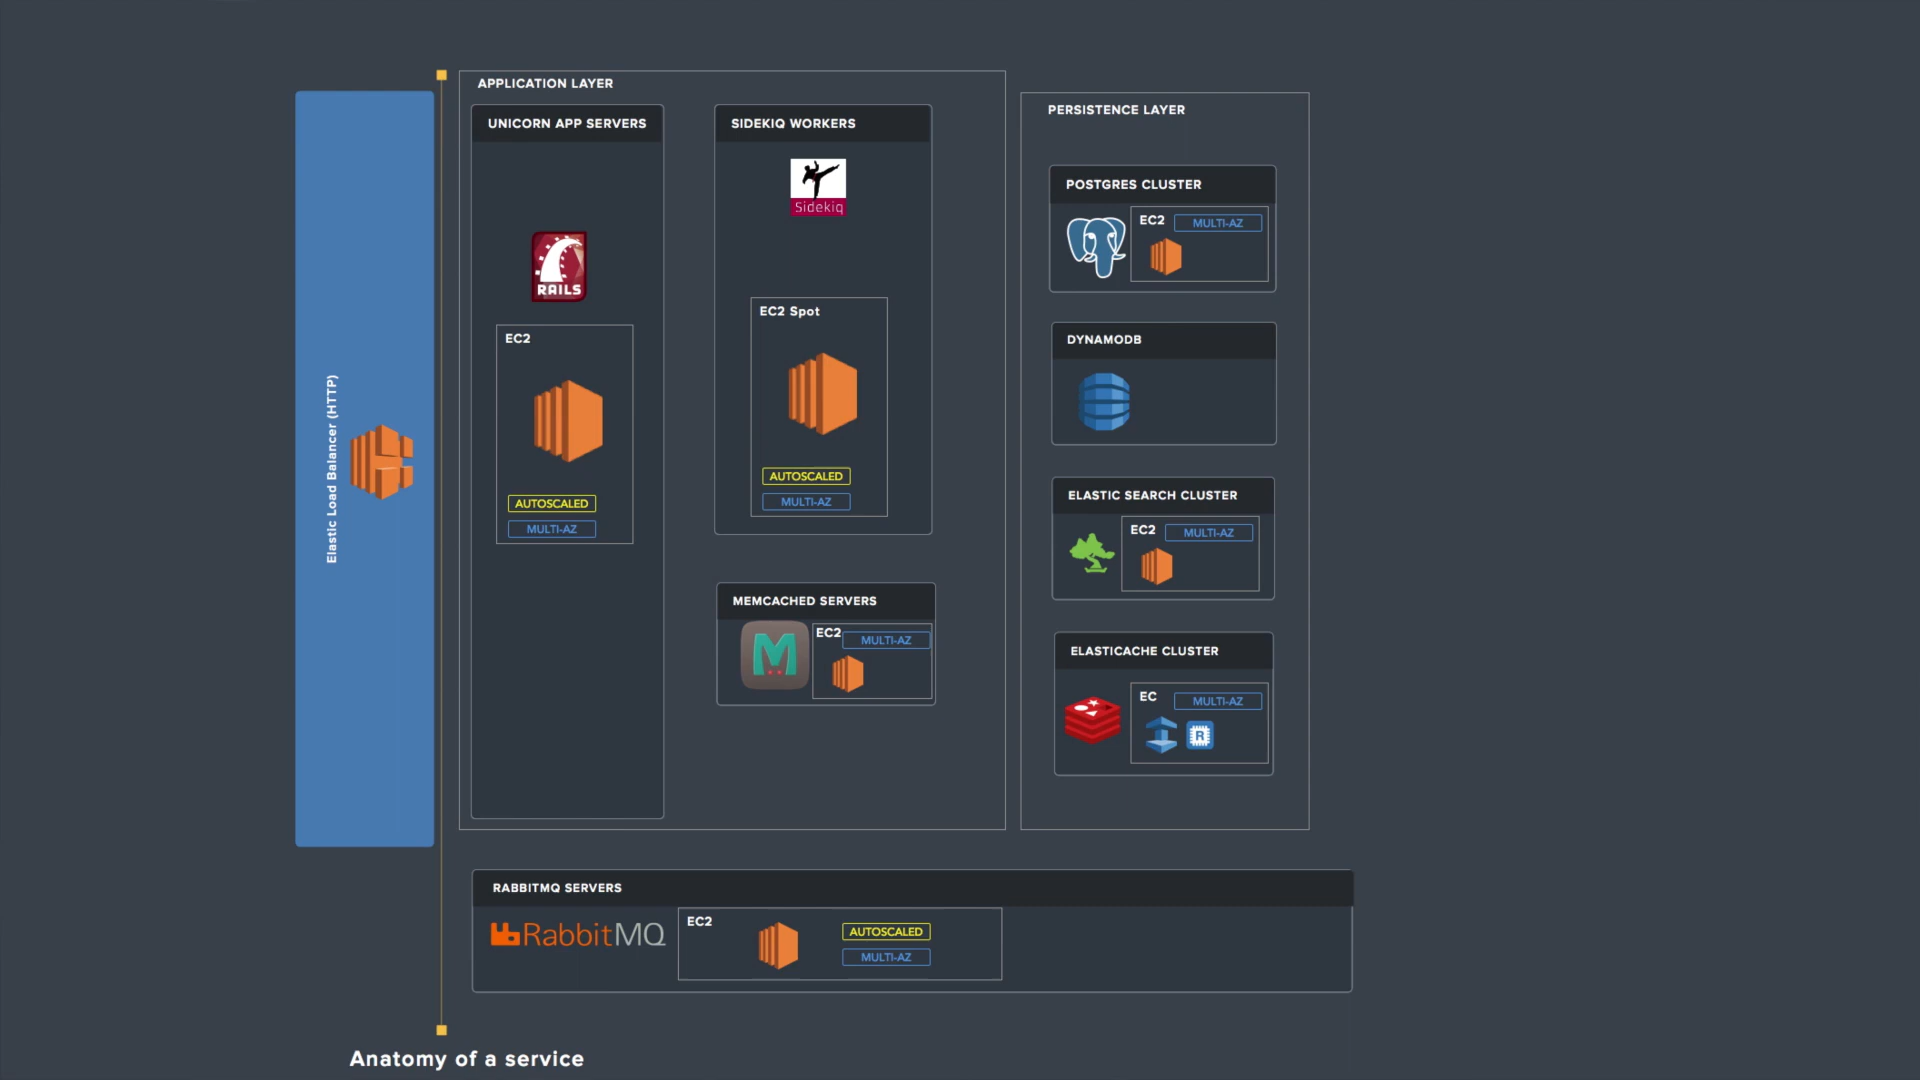 APPLICATION LAYER
UNICORN APP SERVERS
RAILS
EC2
AUTOSCALED
MULTI-AZ
SIDEKIQ WORKERS
Sidekiq
EC2 Spot
AUTOSCALED
MULTI-AZ
MEMCACHED SERVERS
M
EC2
MULTI-AZ
PERSISTENCE LAYER
POSTGRES CLUSTER
EC2
MULTI-AZ
DYNAMODB
ELASTIC SEARCH CLUSTER
EC2
MULTI-AZ
ELASTICACHE CLUSTER
EC
MULTI-AZ
R
Elastic Load Balancer (HTTP)
RABBITMQ SERVERS
RabbitMQ
EC2
AUTOSCALED
MULTI-AZ
Anatomy of a service